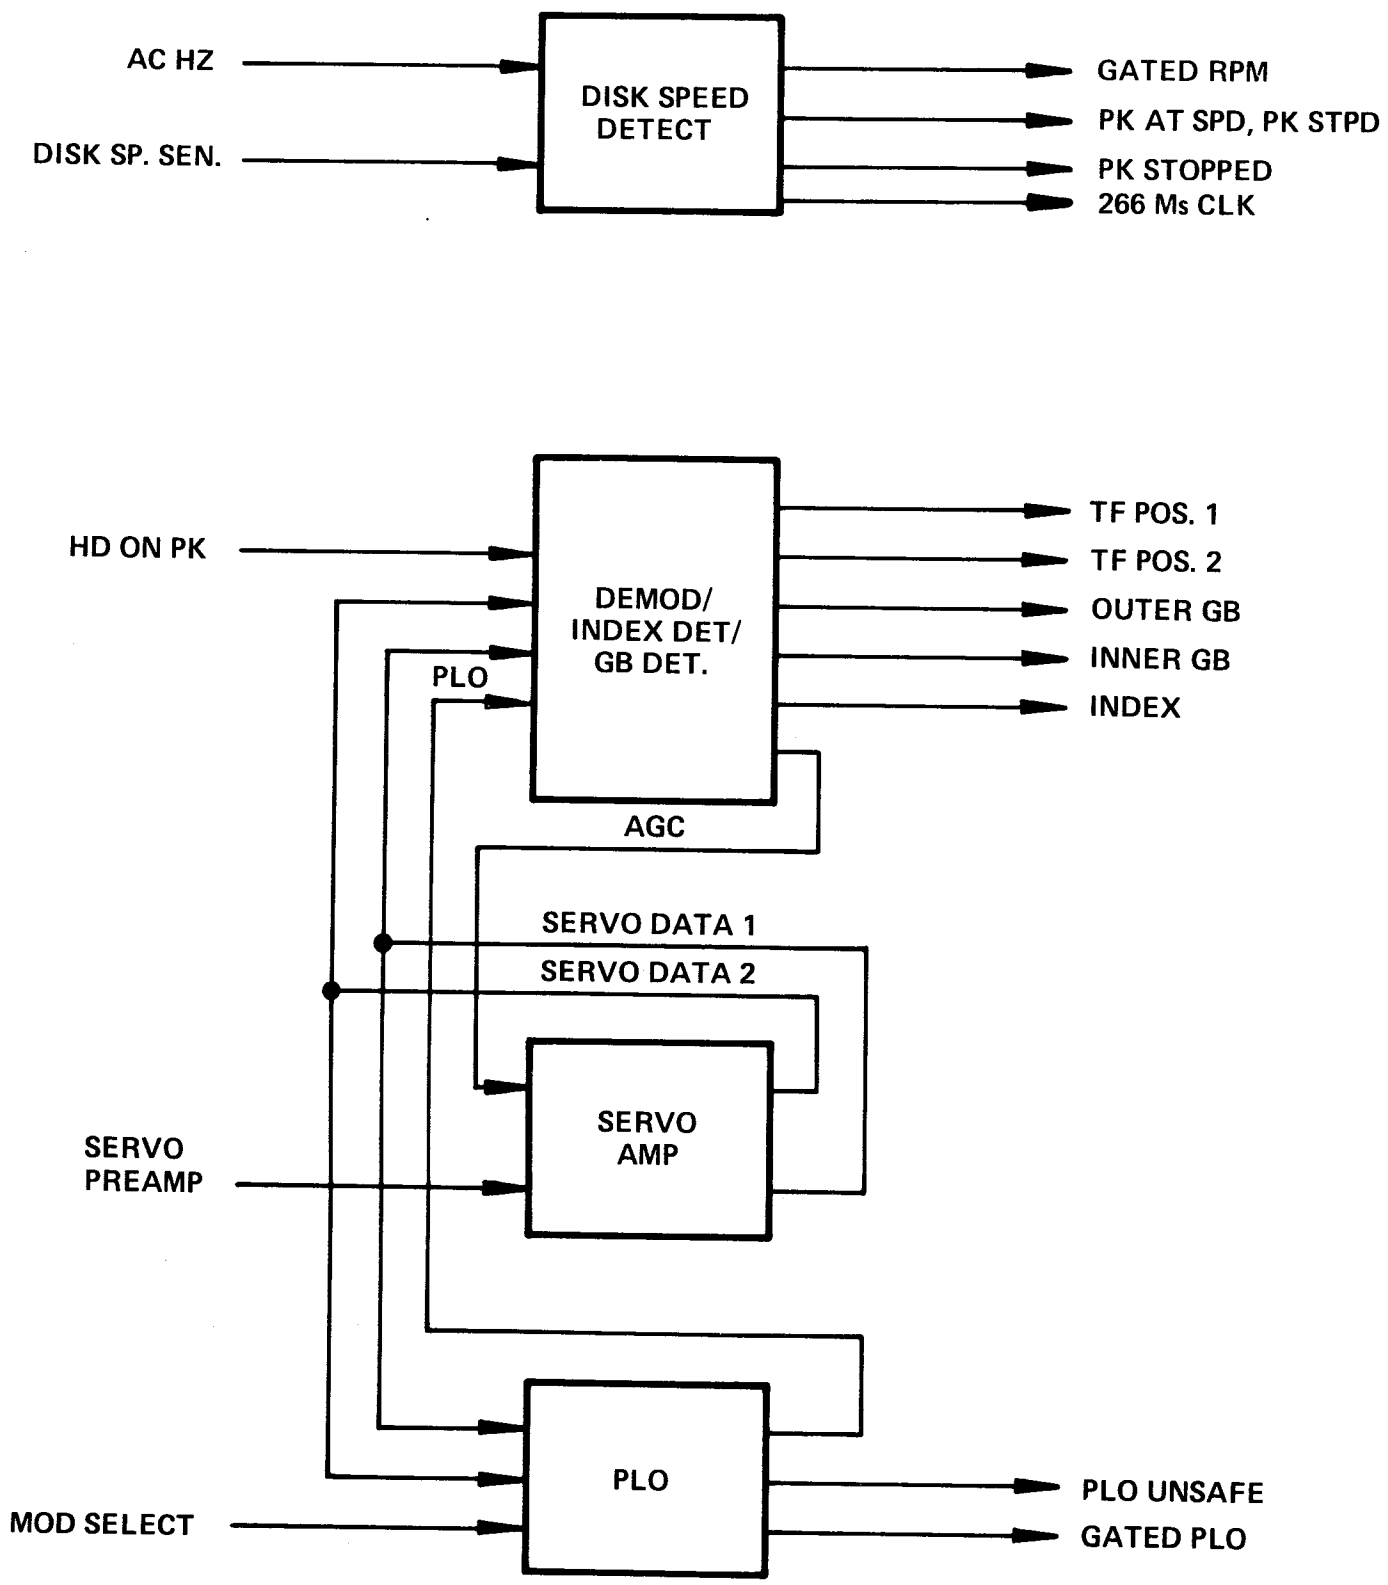 AC HZ
DISK SP. SEN.
DISK SPEED
DETECT
GATED RPM
PK AT SPD, PK STPD
PK STOPPED
266 Ms CLK
HD ON PK
PLO
DEMOD/
INDEX DET/
GB DET.
TF POS. 1
TF POS. 2
OUTER GB
INNER GB
INDEX
AGC
SERVO DATA 1
SERVO DATA 2
SERVO
PREAMP
SERVO
AMP
MOD SELECT
PLO
PLO UNSAFE
GATED PLO